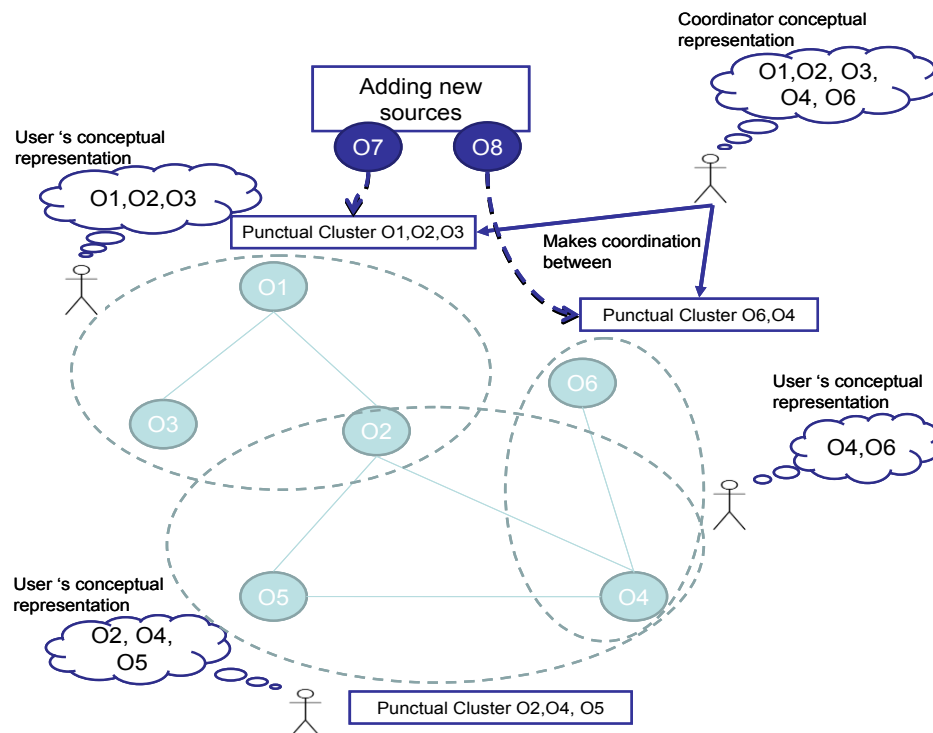 Coordinator conceptual
representation
O1,O2, O3,
O4, O6
Adding new
sources
O7
O8
User ‘s conceptual
representation
O1,O2,O3
Punctual Cluster O1,O2,O3
Makes coordination
between
O1
Punctual Cluster O6,O4
O6
O3
O2
User ‘s conceptual
representation
O4,O6
O5
O4
User ‘s conceptual
representation
O2, O4,
O5
Punctual Cluster O2,O4, O5